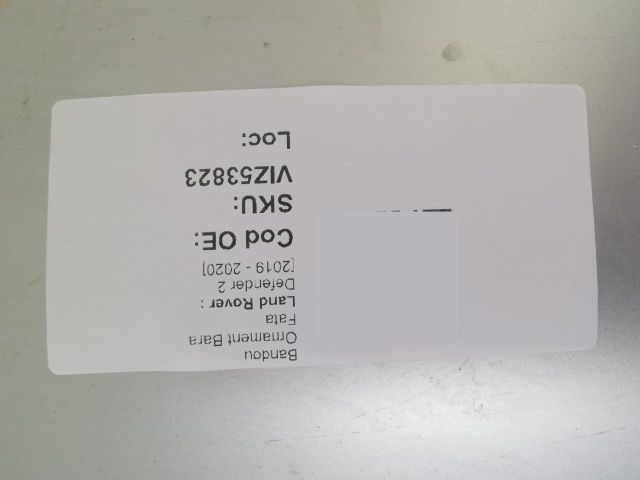 Bandou
Ornament Bara
Fata
Land Rover :
Defender 2
[2019 - 2020]
Cod OE:
SKU:
VIZ53823
Loc: